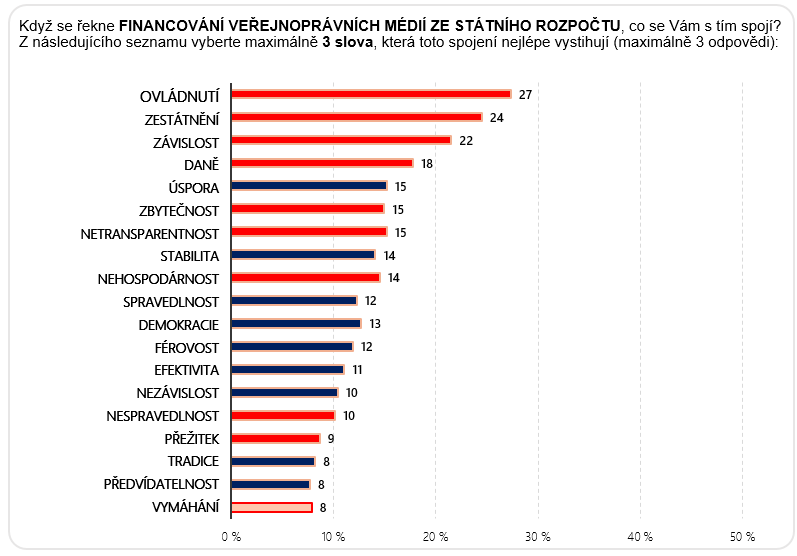 Když se řekne FINANCOVÁNÍ VEŘEJNOPRÁVNÍCH MÉDIÍ ZE STÁTNÍHO ROZPOČTU, co se Vám s tím spojí?
Z následujícího seznamu vyberte maximálně 3 slova, která toto spojení nejlépe vystihují (maximálně 3 odpovědi):
OVLÁDNUTÍ 27
ZESTÁTNĚNÍ 24
ZÁVISLOST 22
DANĚ 18
ÚSPORA 15
ZBYTEČNOST 15
NETRANSPARENTNOST 15
STABILITA 14
NEHOSPODÁRNOST 14
SPRAVEDLNOST 12
DEMOKRACIE 13
FÉROVOST 12
EFEKTIVITA 11
NEZÁVISLOST 10
NESPRAVEDLNOST 10
PŘEŽITEK 9
TRADICE 8
PŘEDVÍDATELNOST 8
VYMÁHÁNÍ 8
0 % 10 % 20 % 30 % 40 % 50 %